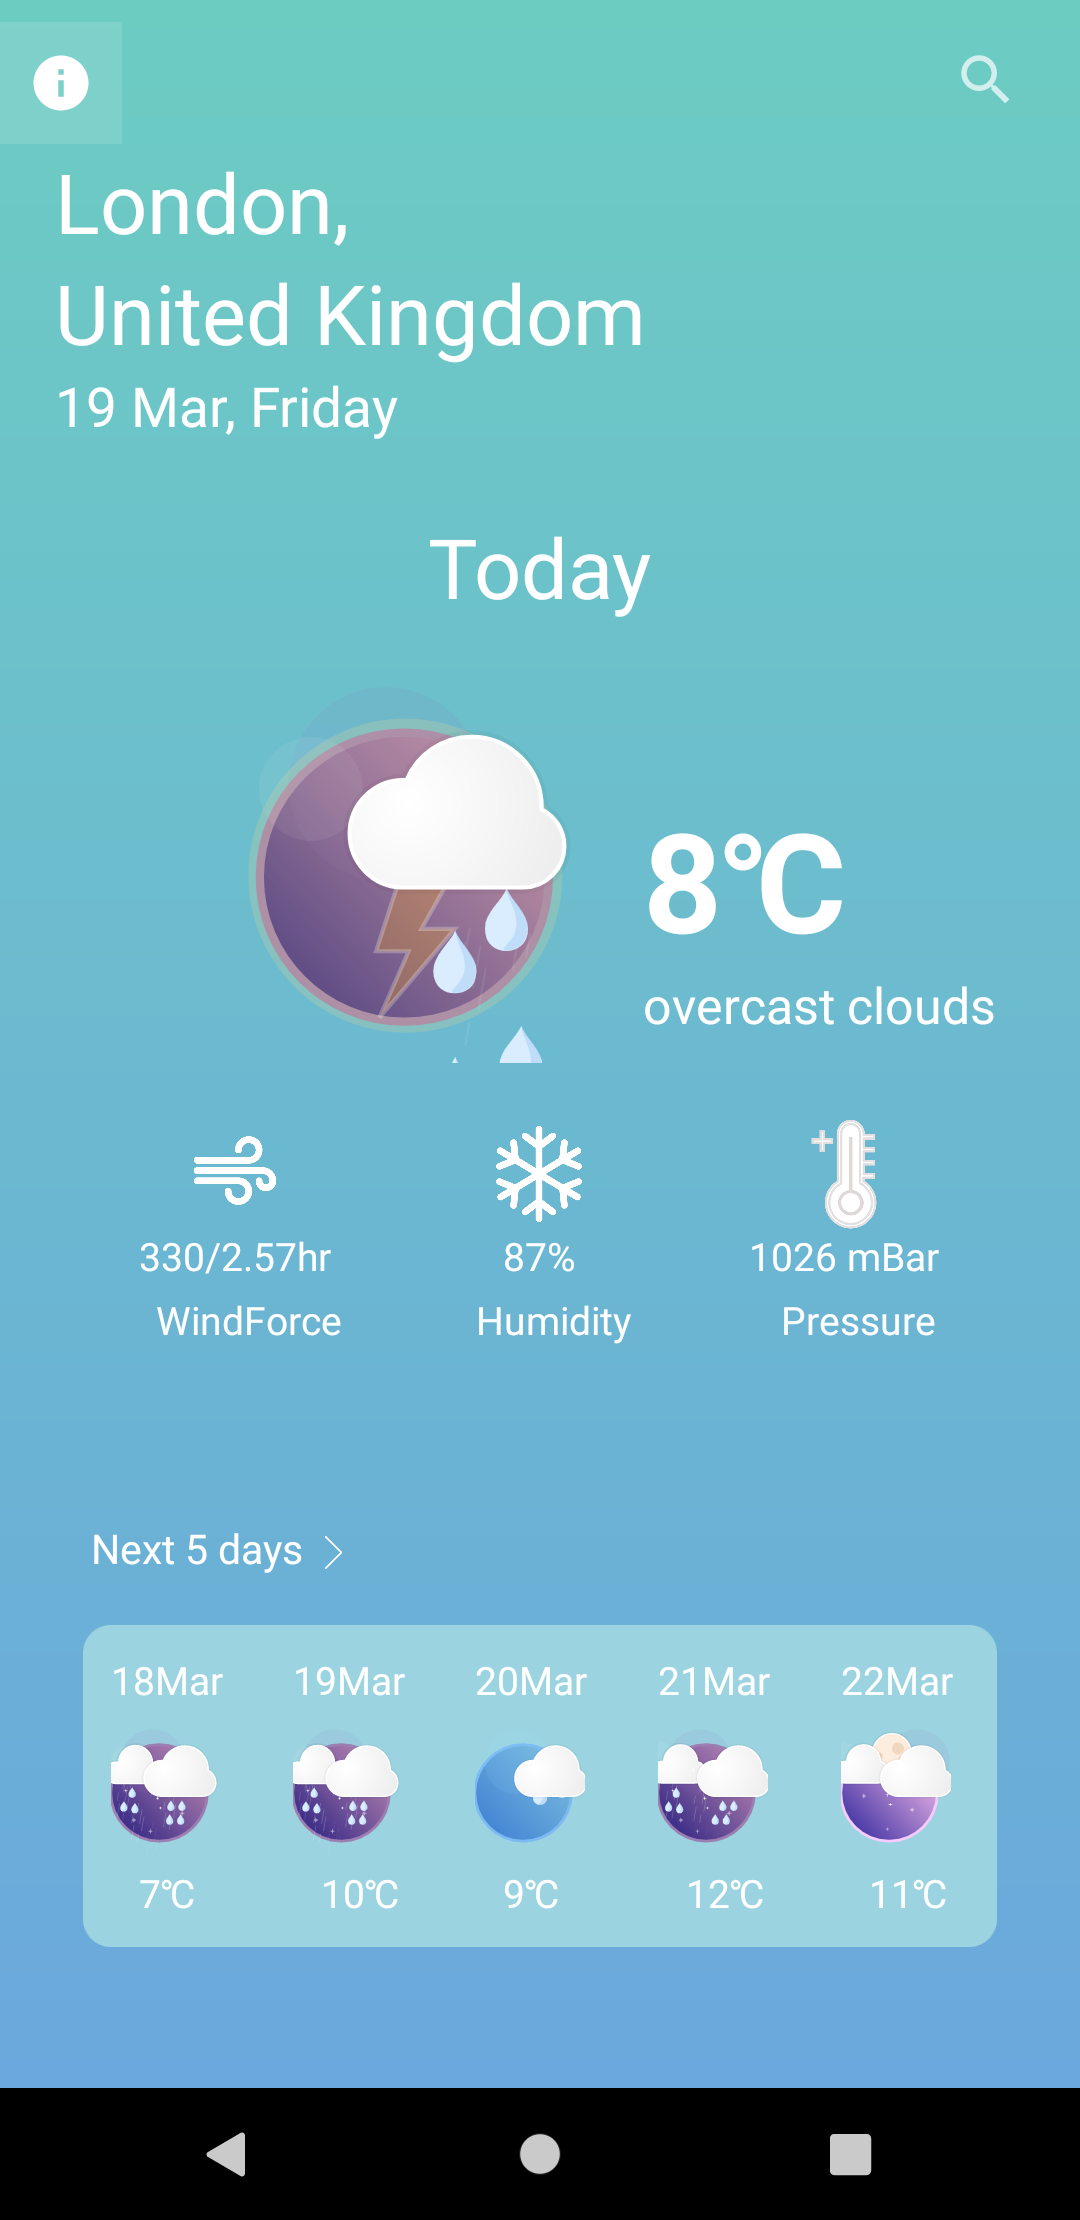 London,
United Kingdom
19 Mar, Friday
Today
8℃
overcast clouds
330/2.57hr
87%
1026 mBar
WindForce
Humidity
Pressure
Next 5 days
18Mar
19Mar
20Mar
21Mar
22Mar
7℃
10℃
9℃
12℃
11℃